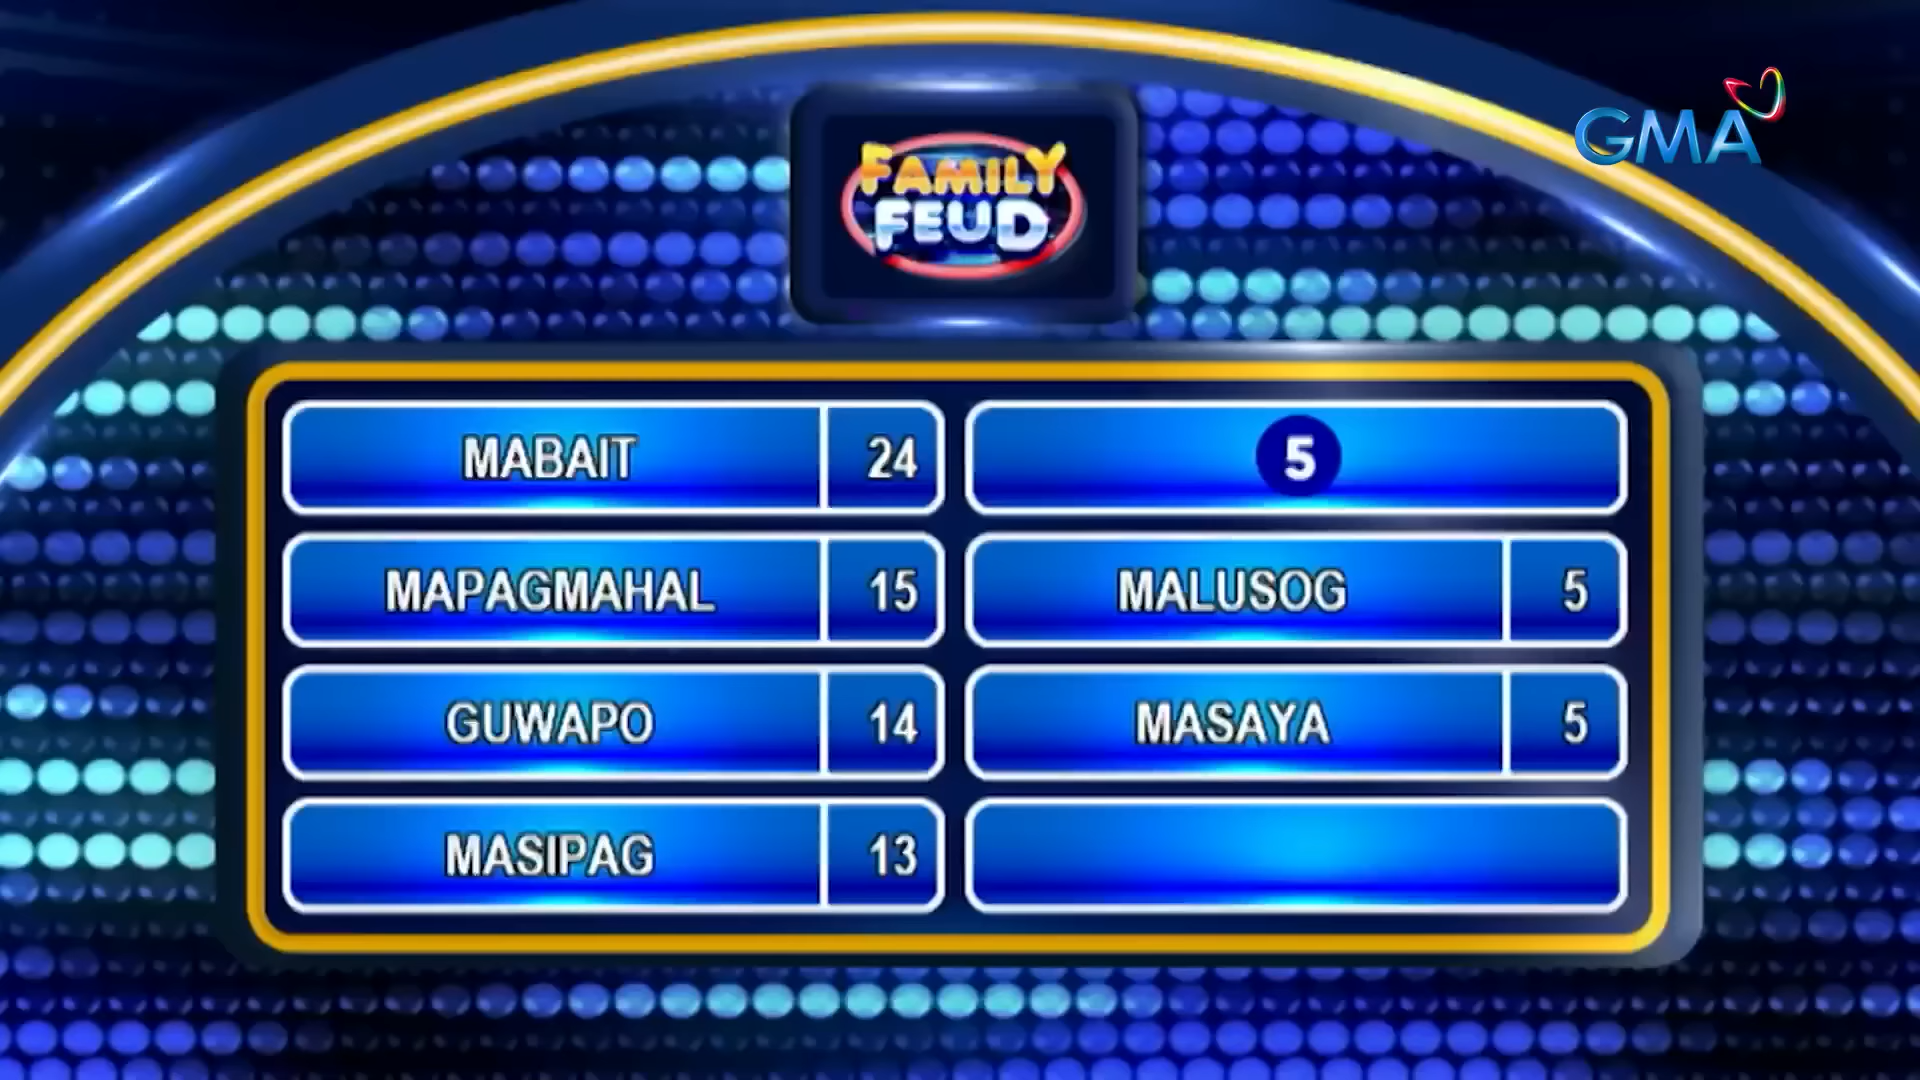 GMA
FAMILY
FEUD
MABAIT 24
MAPAGMAHAL 15
GUWAPO 14
MASIPAG 13
5
MALUSOG 5
MASAYA 5